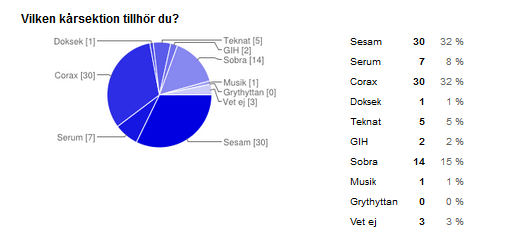 Vilken kårsektion tillhör du?
Doksek [1]
Teknat [5]
GIH [2]
Sobra [14]
Corax [30]
Musik [1]
Grythyttan [0]
Vet ej [3]
Serum [7]
Sesam [30]
Sesam 30 32 %
Serum 7 8 %
Corax 30 32 %
Doksek 1 1 %
Teknat 5 5 %
GIH 2 2 %
Sobra 14 15 %
Musik 1 1 %
Grythyttan 0 0 %
Vet ej 3 3 %